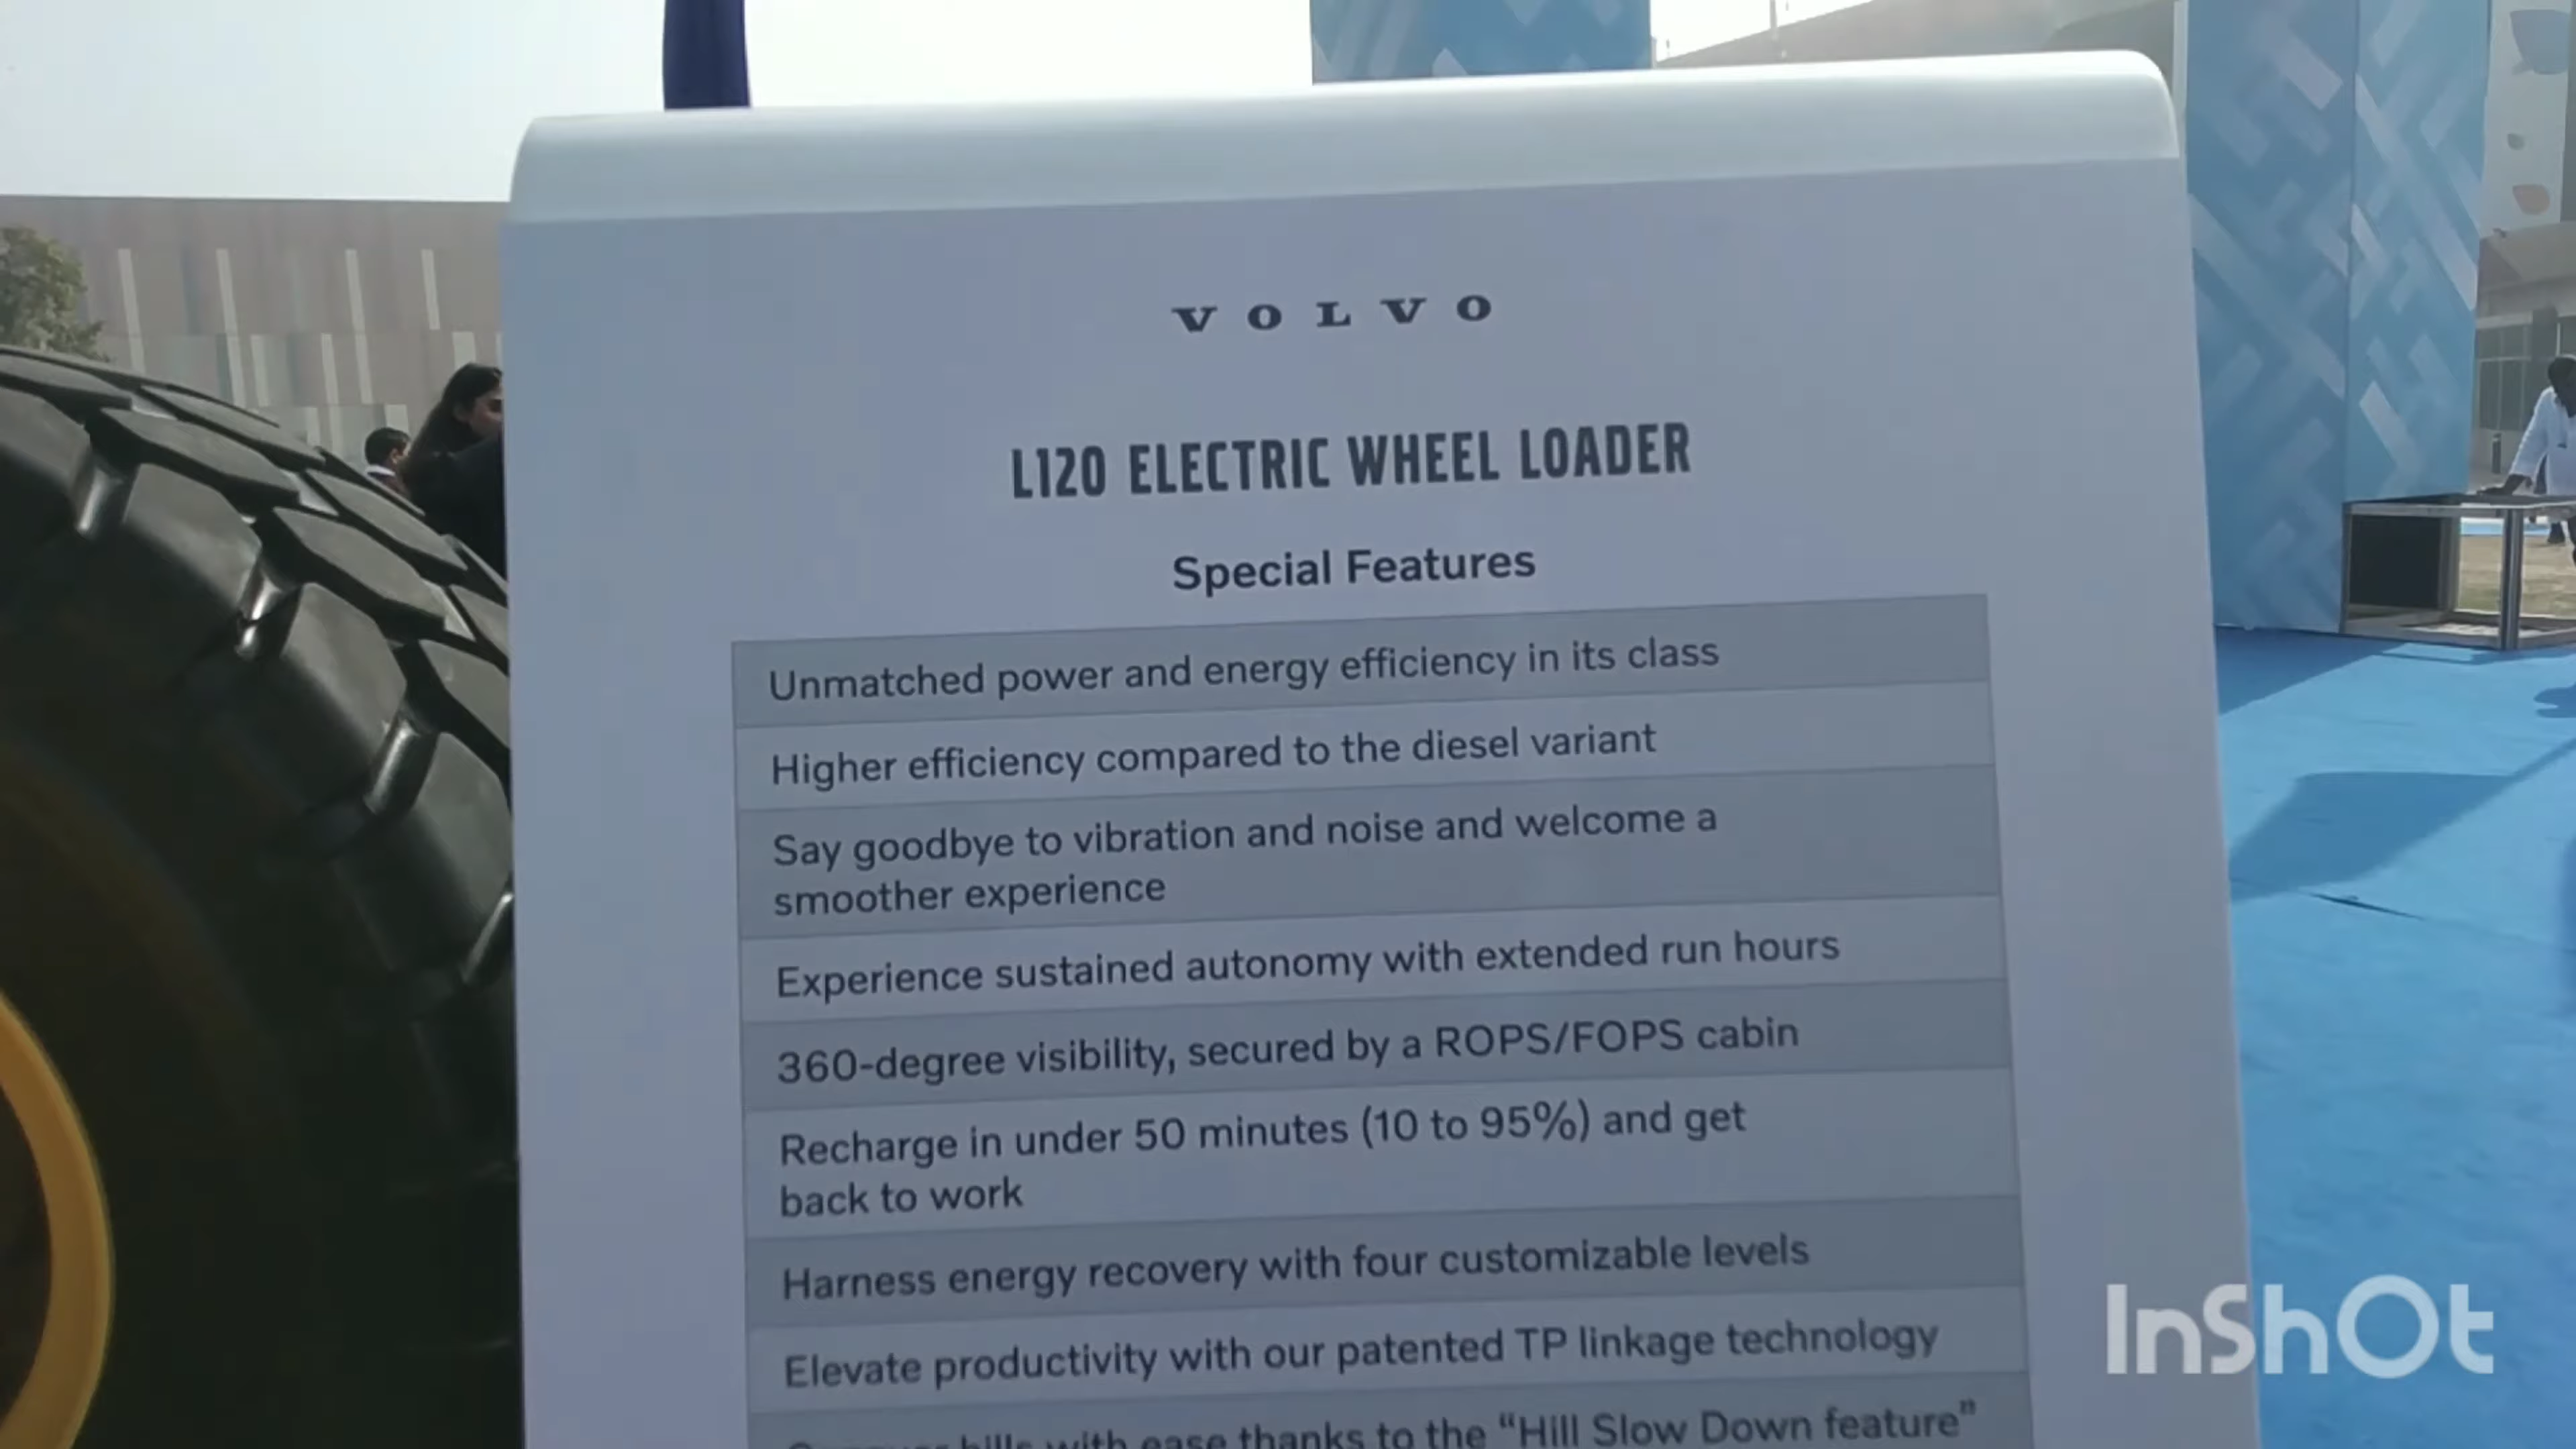 VOLVO
L120 ELECTRIC WHEEL LOADER
Special Features
Unmatched power and energy efficiency in its class
Higher efficiency compared to the diesel variant
Say goodbye to vibration and noise and welcome a
smoother experience
Experience sustained autonomy with extended run hours
360-degree visibility, secured by a ROPS/FOPS cabin
Recharge in under 50 minutes (10 to 95%) and get
back to work
Harness energy recovery with four customizable levels
Elevate productivity with our patented TP linkage technology
hills with ease thanks to the “Hill Slow Down feature”
InShOt